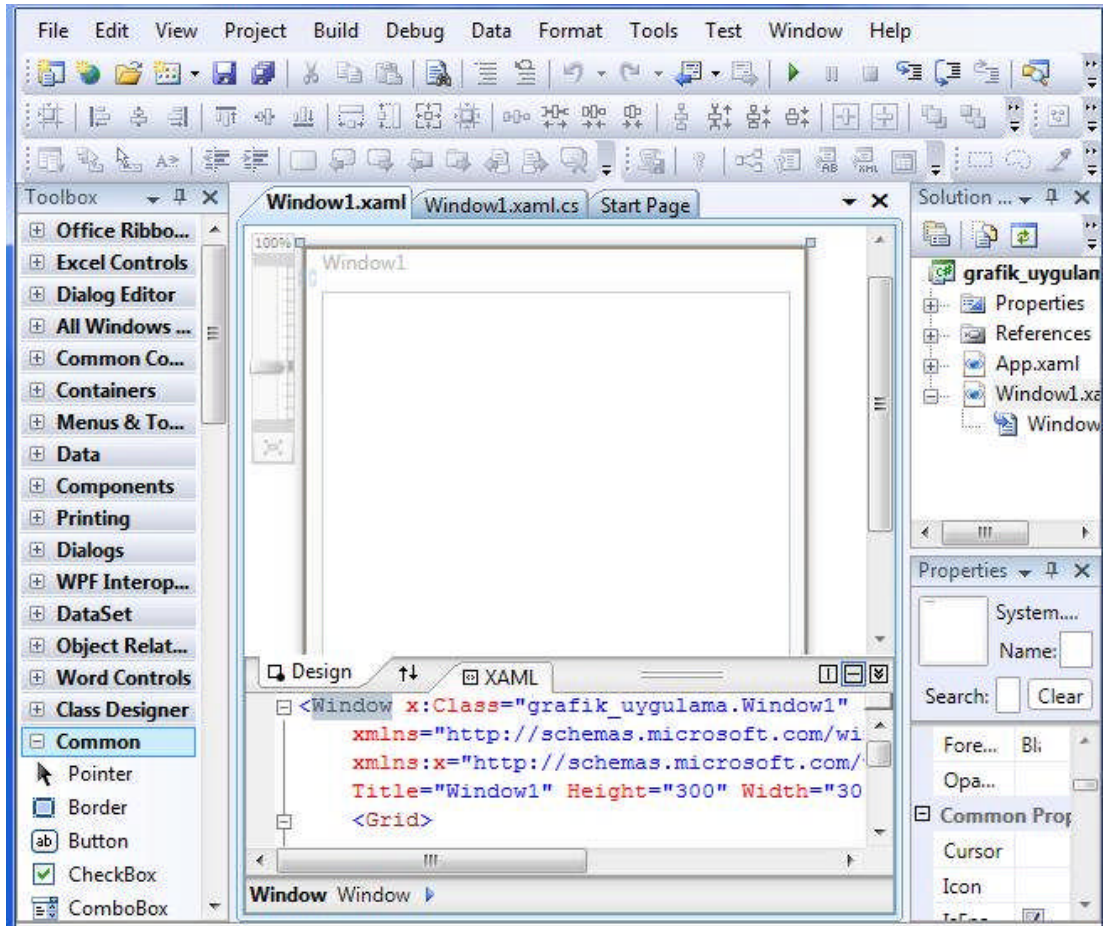 File Edit View Project Build Debug Data Format Tools Test Window Help
Toolbox
Office Ribbo...
Excel Controls
Dialog Editor
All Windows ...
Common Co...
Containers
Menus & To...
Data
Components
Printing
Dialogs
WPF Interop...
DataSet
Object Relat...
Word Controls
Class Designer
Common
Pointer
Border
Button
CheckBox
ComboBox
Window1.xaml Window1.xaml.cs Start Page
100%
Window1
Design XAML
<Window x:Class="grafik_uygulama.Window1"
xmlns="http://schemas.microsoft.com/wi
xmlns:x="http://schemas.microsoft.com/
Title="Window1" Height="300" Width="30
<Grid>
Window Window
Solution ...
grafik_uygulam
Properties
References
App.xaml
Window1.xa
Window
Properties
System....
Name:
Search: Clear
Fore... Bl
Opa...
Common Prop
Cursor
Icon